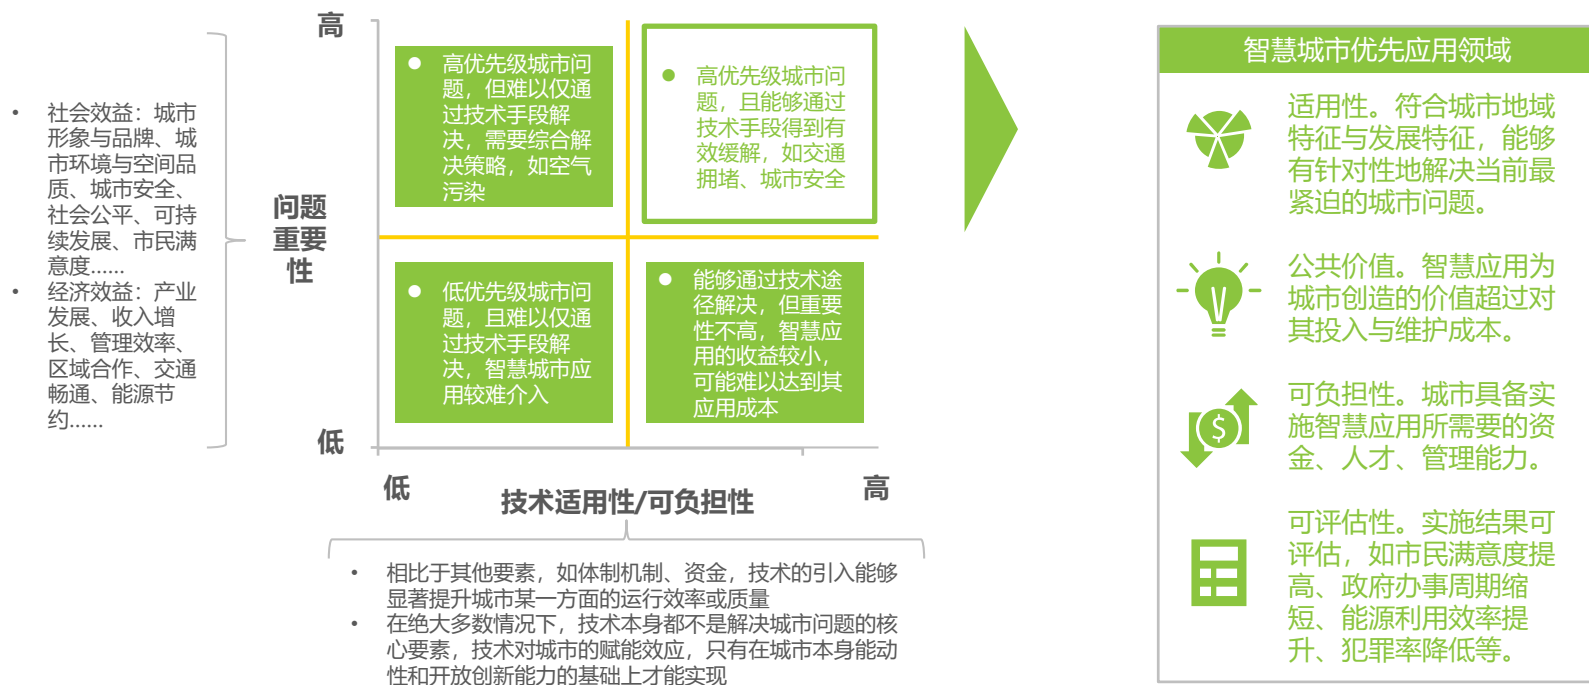 • 社会效益：城市
形象与品牌、城
市环境与空间品
质、城市安全、
社会公平、可持
续发展、市民满
意度......
• 经济效益：产业
发展、收入增
长、管理效率、
区域合作、交通
畅通、能源节
约......
问题
重要
性
高
低
● 高优先级城市问
题，但难以仅通
过技术手段解
决，需要综合解
决策略，如空气
污染
● 高优先级城市问
题，且能够通过
技术手段得到有
效缓解，如交通
拥堵、城市安全
● 低优先级城市问
题，且难以仅通
过技术手段解
决，智慧城市应
用较难介入
● 能够通过技术途
径解决，但重要
性不高，智慧应
用的收益较小，
可能难以达到其
应用成本
低
技术适用性/可负担性
高
• 相比于其他要素，如体制机制、资金，技术的引入能够
显著提升城市某一方面的运行效率或质量
• 在绝大多数情况下，技术本身都不是解决城市问题的核
心要素，技术对城市的赋能效应，只有在城市本身能动
性和开放创新能力的基础上才能实现
智慧城市优先应用领域
适用性。符合城市地域
特征与发展特征，能够
有针对性地解决当前最
紧迫的城市问题。
公共价值。智慧应用为
城市创造的价值超过对
其投入与维护成本。
$
可负担性。城市具备实
施智慧应用所需要的资
金、人才、管理能力。
可评估性。实施结果可
评估，如市民满意度提
高、政府办事周期缩
短、能源利用效率提
升、犯罪率降低等。